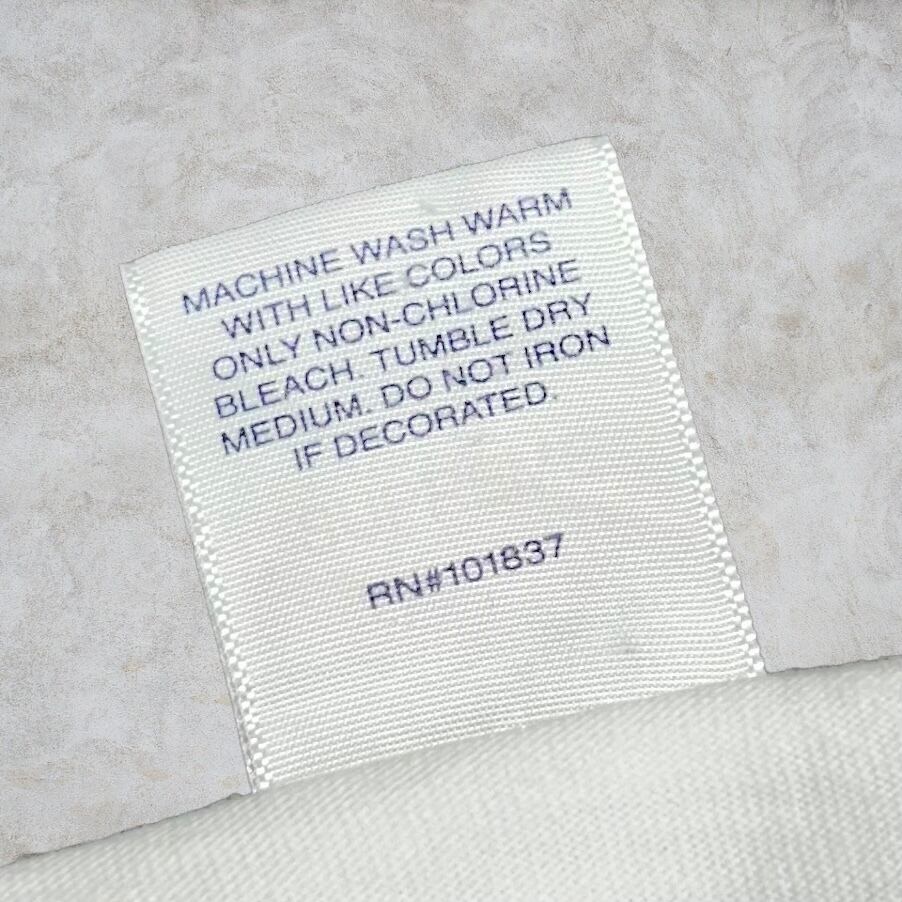 MACHINE WASH WARM
WITH LIKE COLORS
ONLY NON-CHLORINE
BLEACH. TUMBLE DRY
MEDIUM. DO NOT IRON
IF DECORATED.
RN#101837